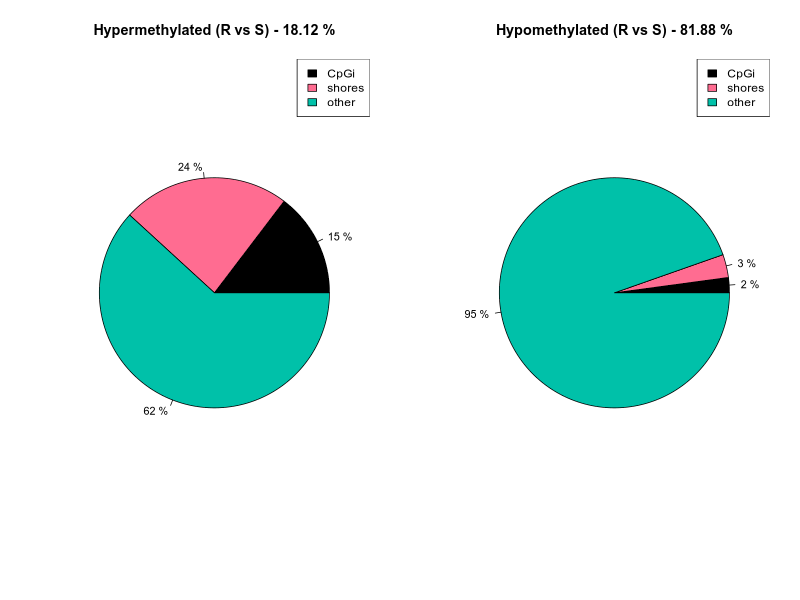 Hypermethylated (R vs S) - 18.12 %
CpGi
shores
other
24 %
15 %
62 %
Hypomethylated (R vs S) - 81.88 %
CpGi
shores
other
3 %
2 %
95 %